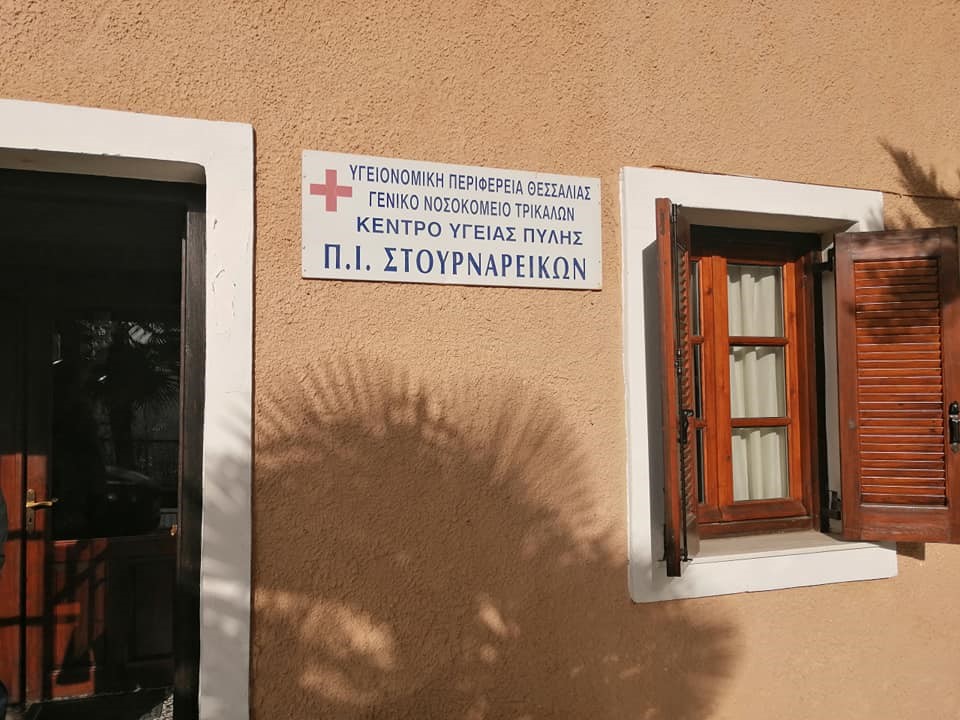 ΥΓΕΙΟΝΟΜΙΚΗ ΠΕΡΙΦΕΡΕΙΑ ΘΕΣΣΑΛΙΑΣ
ΓΕΝΙΚΟ ΝΟΣΟΚΟΜΕΙΟ ΤΡΙΚΑΛΩΝ
ΚΕΝΤΡΟ ΥΓΕΙΑΣ ΠΥΛΗΣ
Π.Ι. ΣΤΟΥΡΝΑΡΕΙΚΩΝ